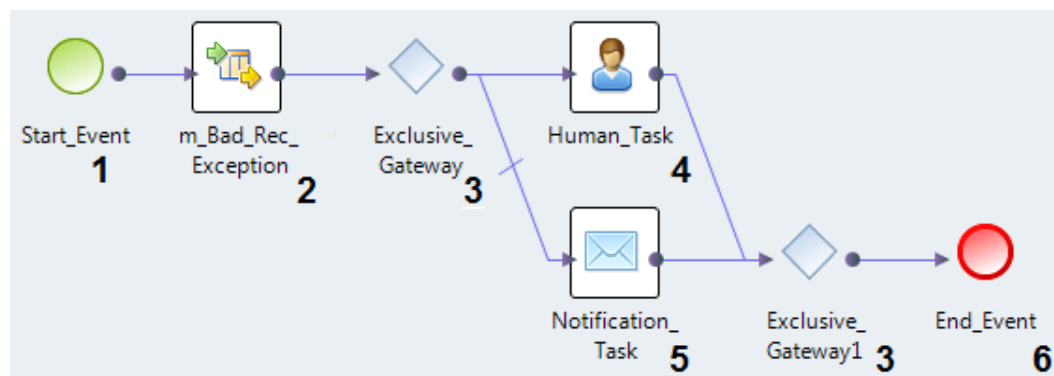 Start_Event
1
m_Bad_Rec_
Exception
2
Exclusive_
Gateway
3
Human_Task
4
Notification_
Task
5
Exclusive_
Gateway1
3
End_Event
6